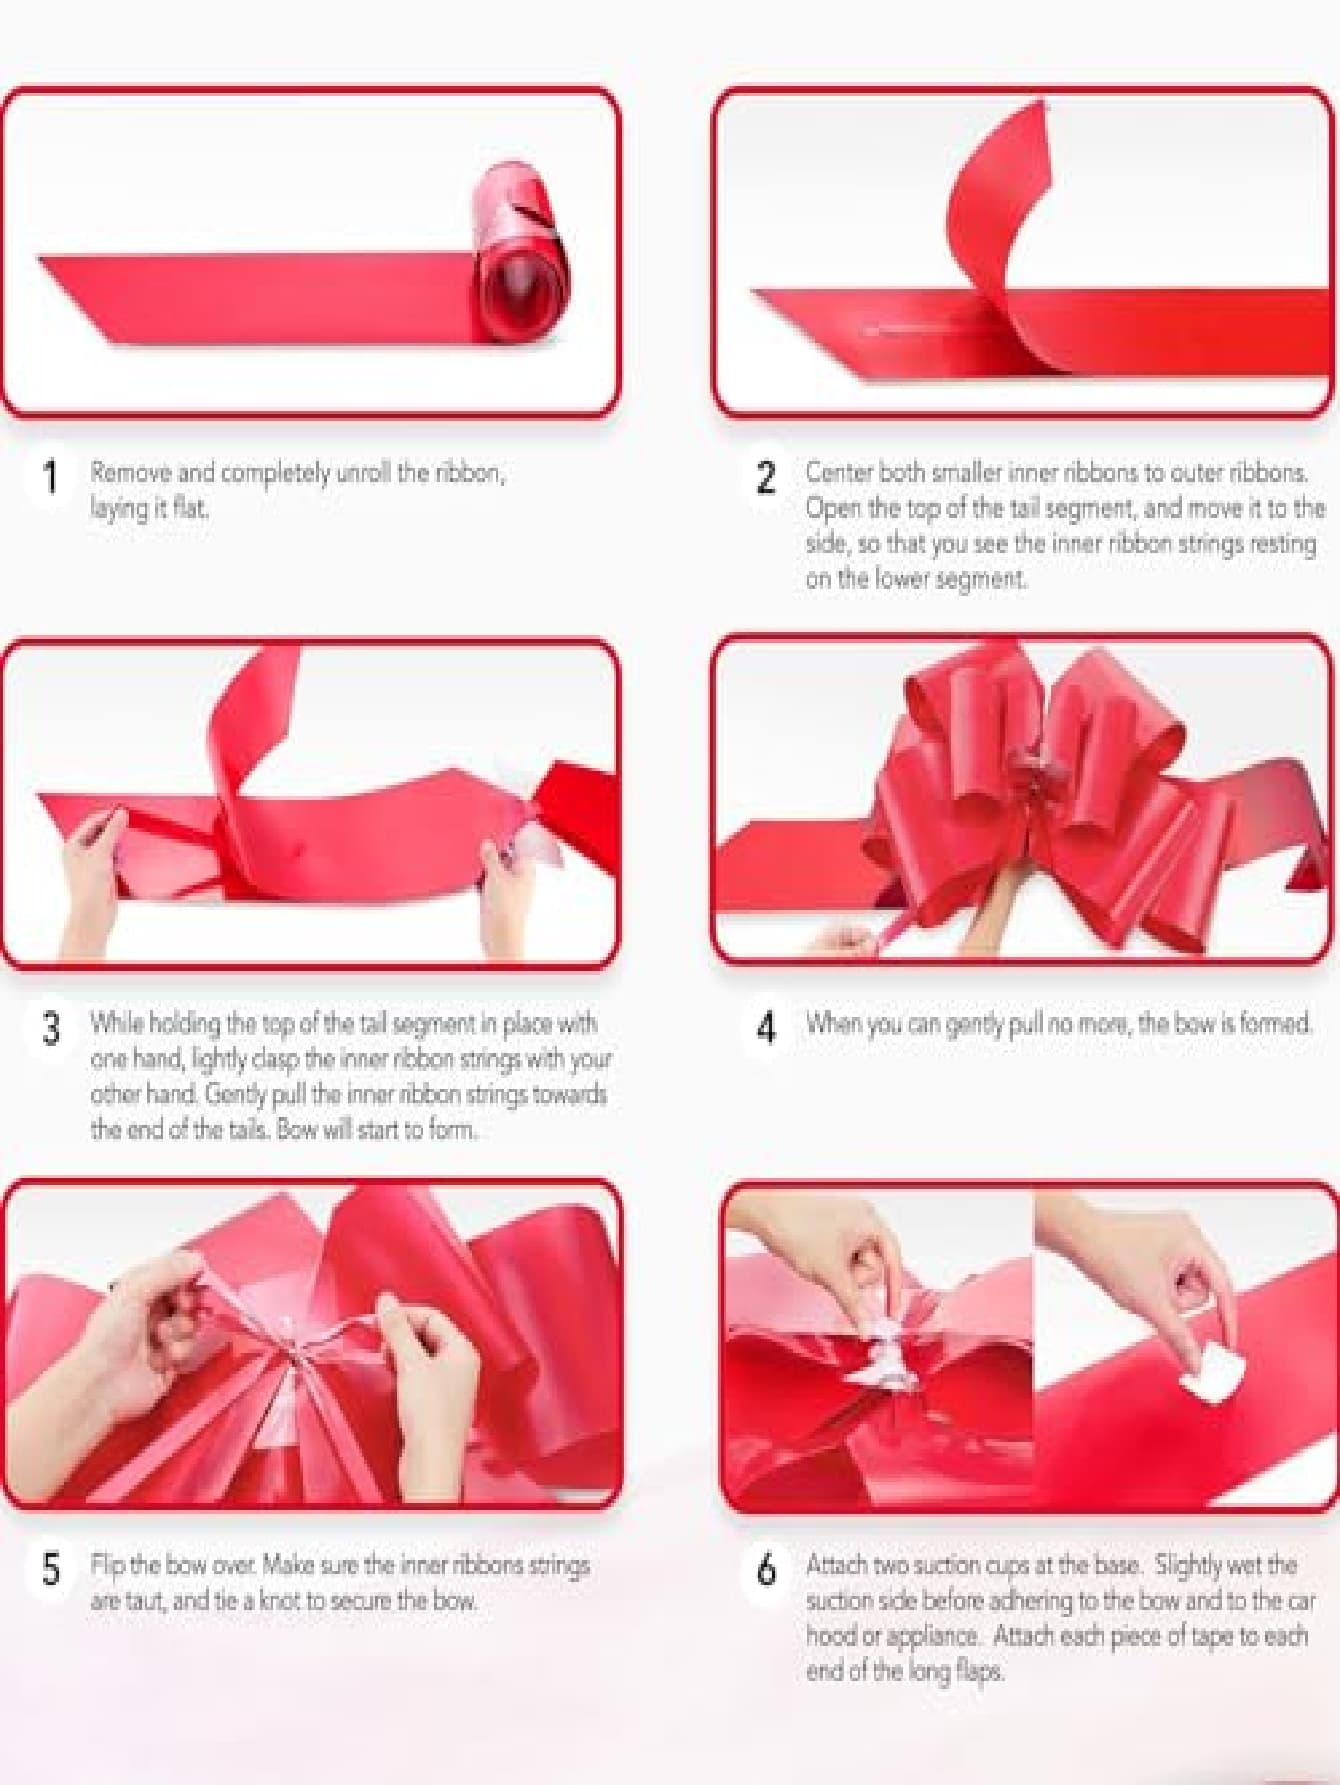 1 Remove and completely unroll the ribbon,
laying it flat.
2 Center both smaller inner ribbons to outer ribbons.
Open the top of the tail segment, and move it to the
side, so that you see the inner ribbon strings resting
on the lower segment.
3 While holding the top of the tail segment in place with
one hand, lightly clasp the inner ribbon strings with your
other hand. Gently pull the inner ribbon strings towards
the end of the tails. Bow will start to form.
4 When you can gently pull no more, the bow is formed.
5 Flip the bow over. Make sure the inner ribbons strings
are taut, and tie a knot to secure the bow.
6 Attach two suction cups at the base. Slightly wet the
suction side before adhering to the bow and to the car
hood or appliance. Attach each piece of tape to each
end of the long flaps.